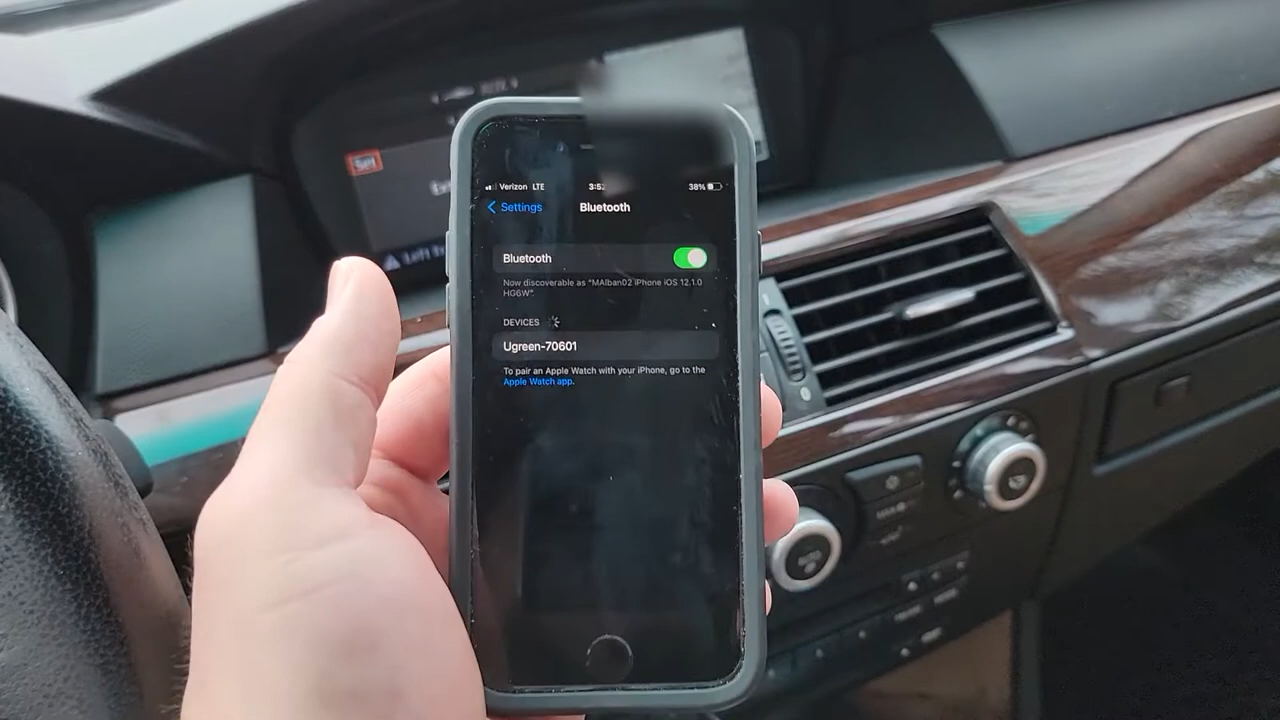 Set
Verizon LTE
3:52
38%
Settings
Bluetooth
Bluetooth
Now discoverable as "MAlban02 iPhone iOS 12.1.0
HG6W".
DEVICES
Ugreen-70601
To pair an Apple Watch with your iPhone, go to the
Apple Watch app.